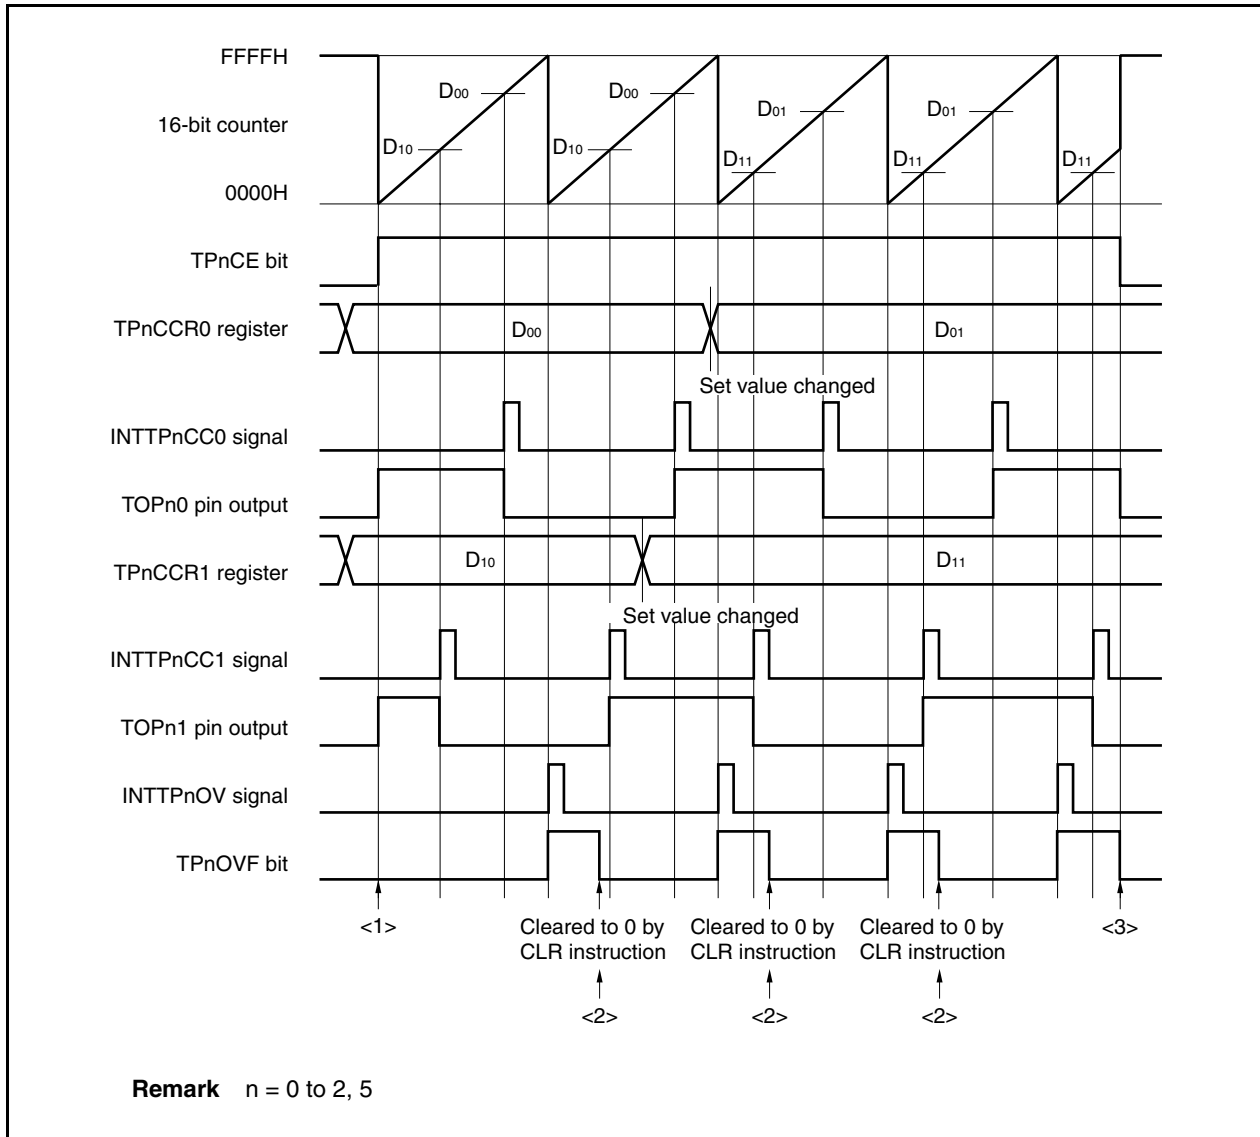 FFFFH
D00 D00
D01 D01
16-bit counter
D10 D10
D11 D11 D11
0000H
TPnCE bit
TPnCCR0 register D00 D01
Set value changed
INTTPnCC0 signal
TOPn0 pin output
TPnCCR1 register D10 D11
Set value changed
INTTPnCC1 signal
TOPn1 pin output
INTTPnOV signal
TPnOVF bit
<1> Cleared to 0 by Cleared to 0 by Cleared to 0 by <3>
CLR instruction CLR instruction CLR instruction
<2> <2> <2>
Remark n = 0 to 2, 5